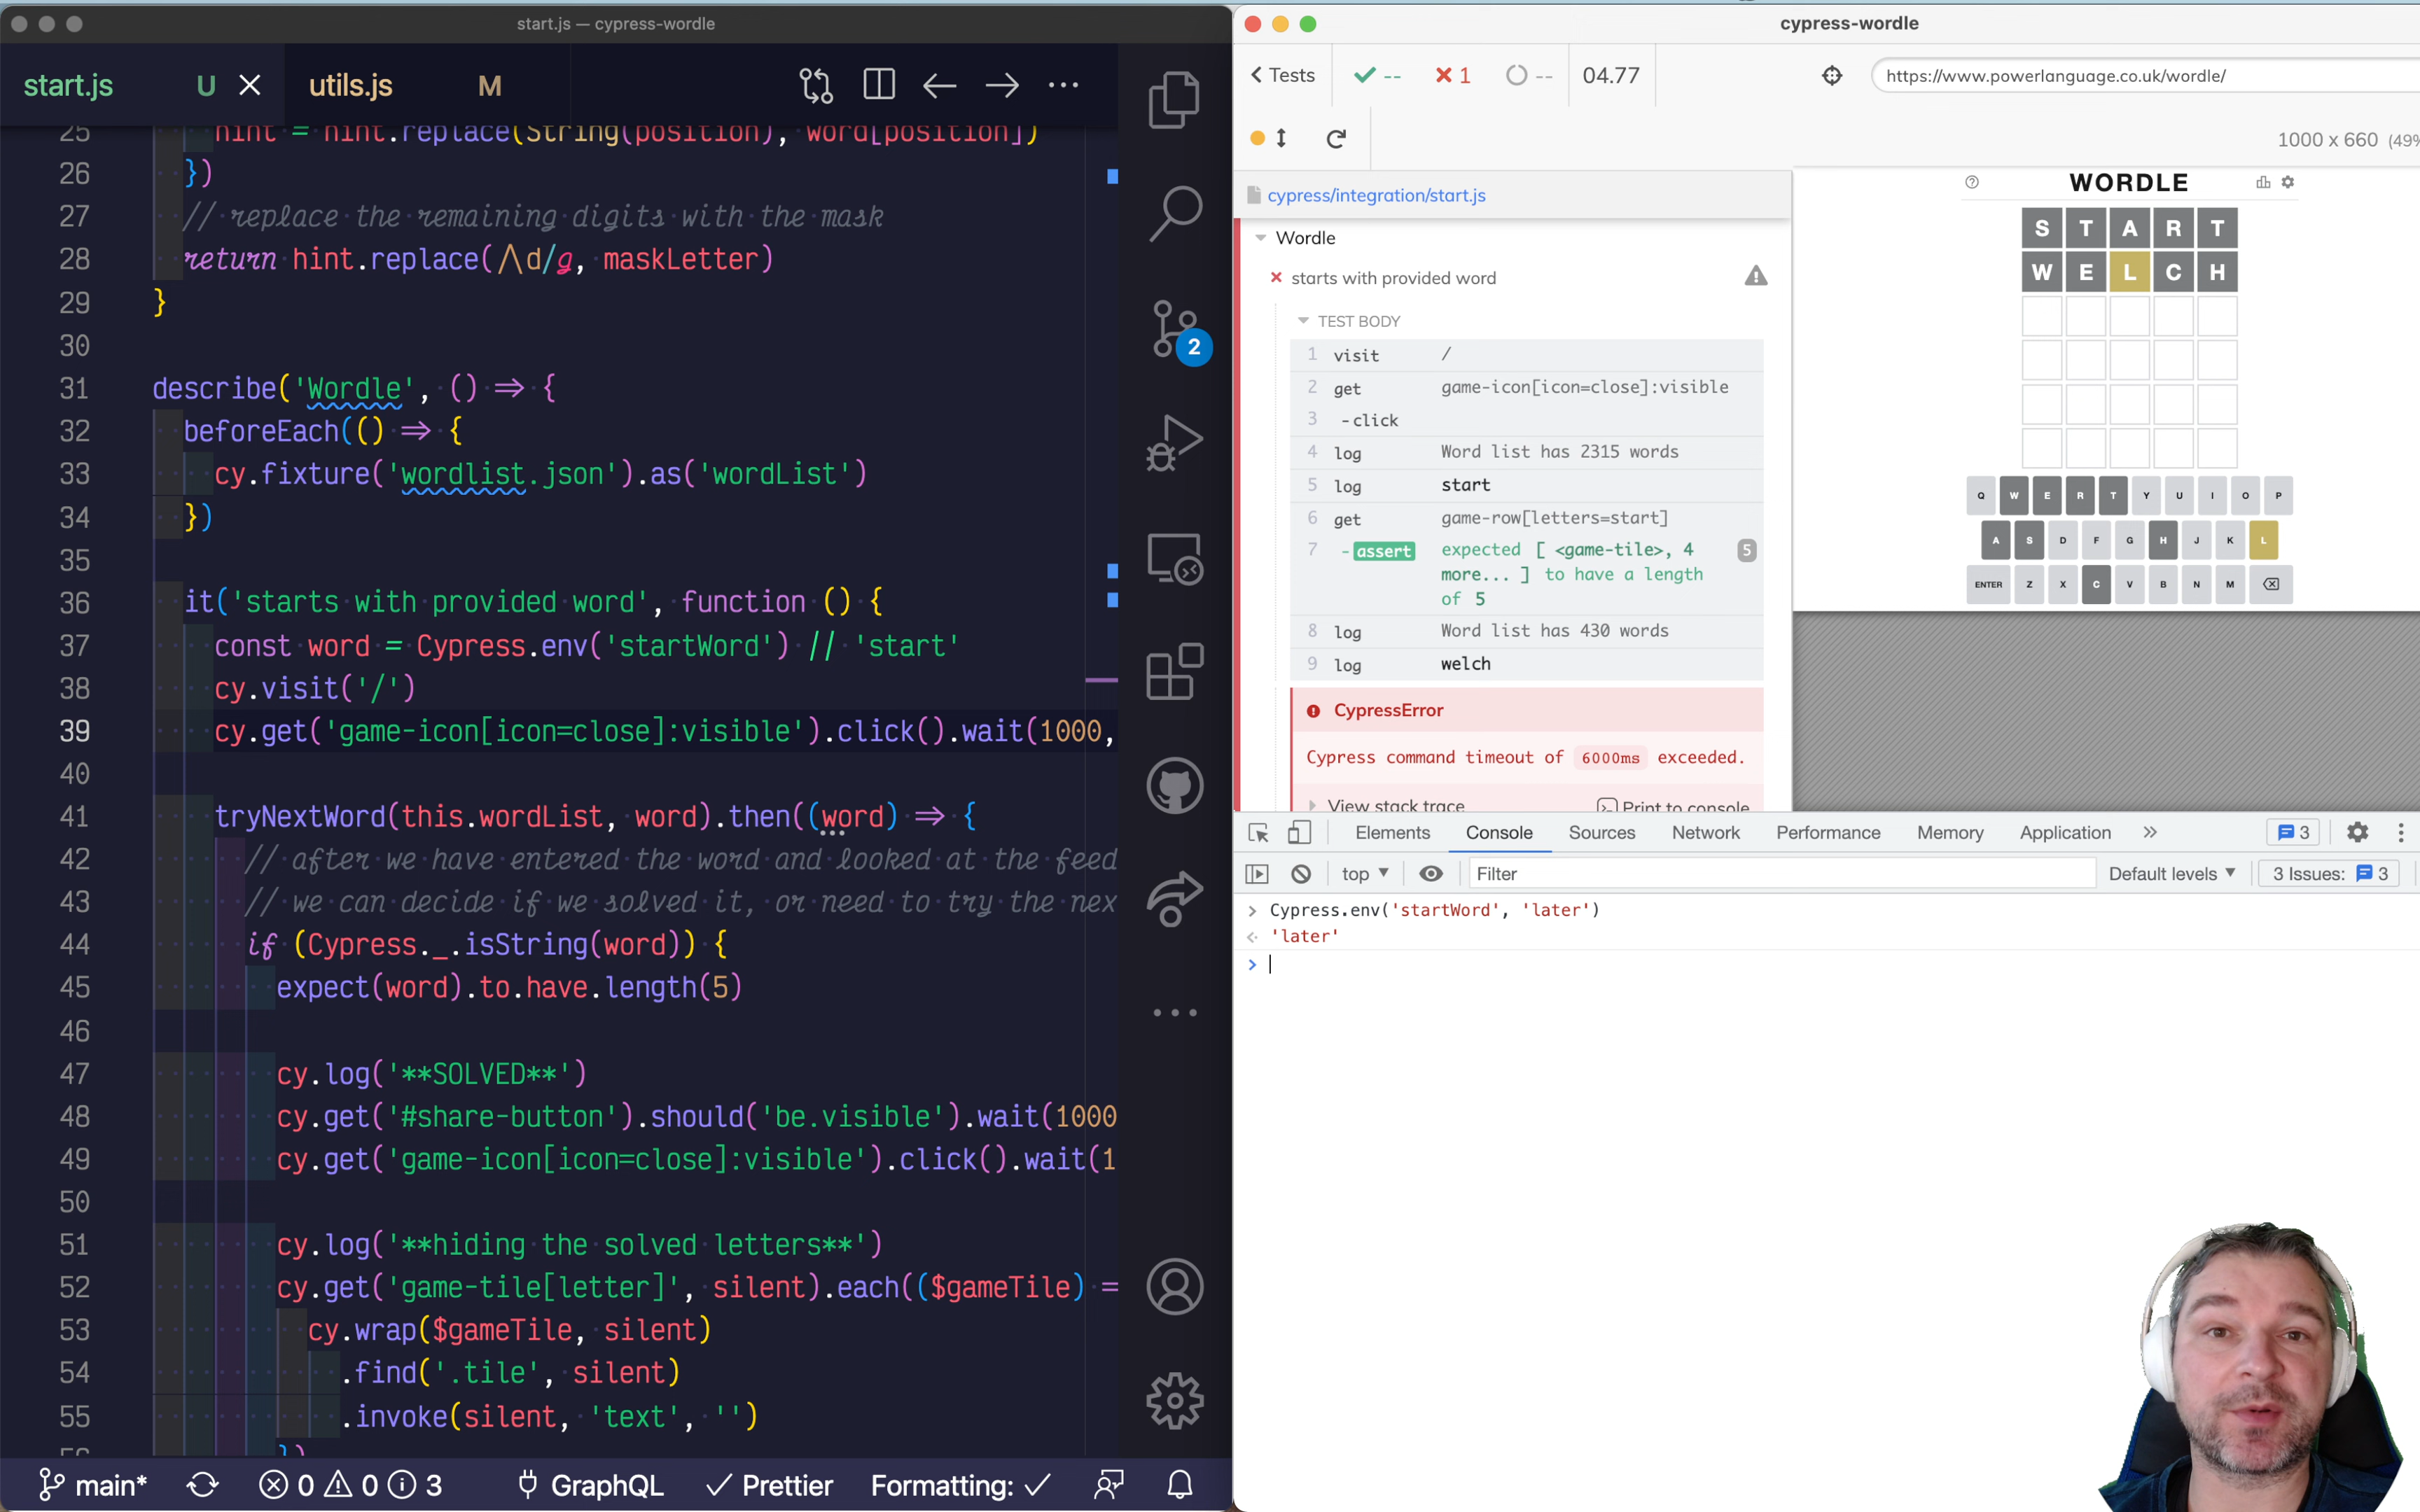 start.js — cypress-wordle
start.js U
utils.js M
25 hint = hint.replace(String(position), word[position])
26 })
27 // replace the remaining digits with the mask
28 return hint.replace(/\d/g, maskLetter)
29 }
30
31 describe('Wordle', () => {
32 beforeEach(() => {
33 cy.fixture('wordlist.json').as('wordList')
34 })
35
36 it('starts with provided word', function () {
37 const word = Cypress.env('startWord') // 'start'
38 cy.visit('/')
39 cy.get('game-icon[icon=close]:visible').click().wait(1000,
40
41 tryNextWord(this.wordList, word).then((word) => {
42 // after we have entered the word and looked at the feed
43 // we can decide if we solved it, or need to try the nex
44 if (Cypress._.isString(word)) {
45 expect(word).to.have.length(5)
46
47 cy.log('**SOLVED**')
48 cy.get('#share-button').should('be.visible').wait(1000
49 cy.get('game-icon[icon=close]:visible').click().wait(1
50
51 cy.log('**hiding the solved letters**')
52 cy.get('game-tile[letter]', silent).each(($gameTile) =
53 cy.wrap($gameTile, silent)
54 .find('.tile', silent)
55 .invoke(silent, 'text', '')
56 })
2
main* 0 0 3 GraphQL Prettier Formatting:
cypress-wordle
Tests -- 1 -- 04.77
https://www.powerlanguage.co.uk/wordle/
1000 x 660 (49%
cypress/integration/start.js
Wordle
starts with provided word
TEST BODY
1 visit /
2 get game-icon[icon=close]:visible
3 -click
4 log Word list has 2315 words
5 log start
6 get game-row[letters=start]
7 -assert expected [ <game-tile>, 4 5
more... ] to have a length
of 5
8 log Word list has 430 words
9 log welch
CypressError
Cypress command timeout of 6000ms exceeded.
View stack trace Print to console
WORDLE
S T A R T
W E L C H
Q W E R T Y U I O P
A S D F G H J K L
ENTER Z X C V B N M
Elements Console Sources Network Performance Memory Application 3
top Filter Default levels 3 Issues: 3
Cypress.env('startWord', 'later')
'later'